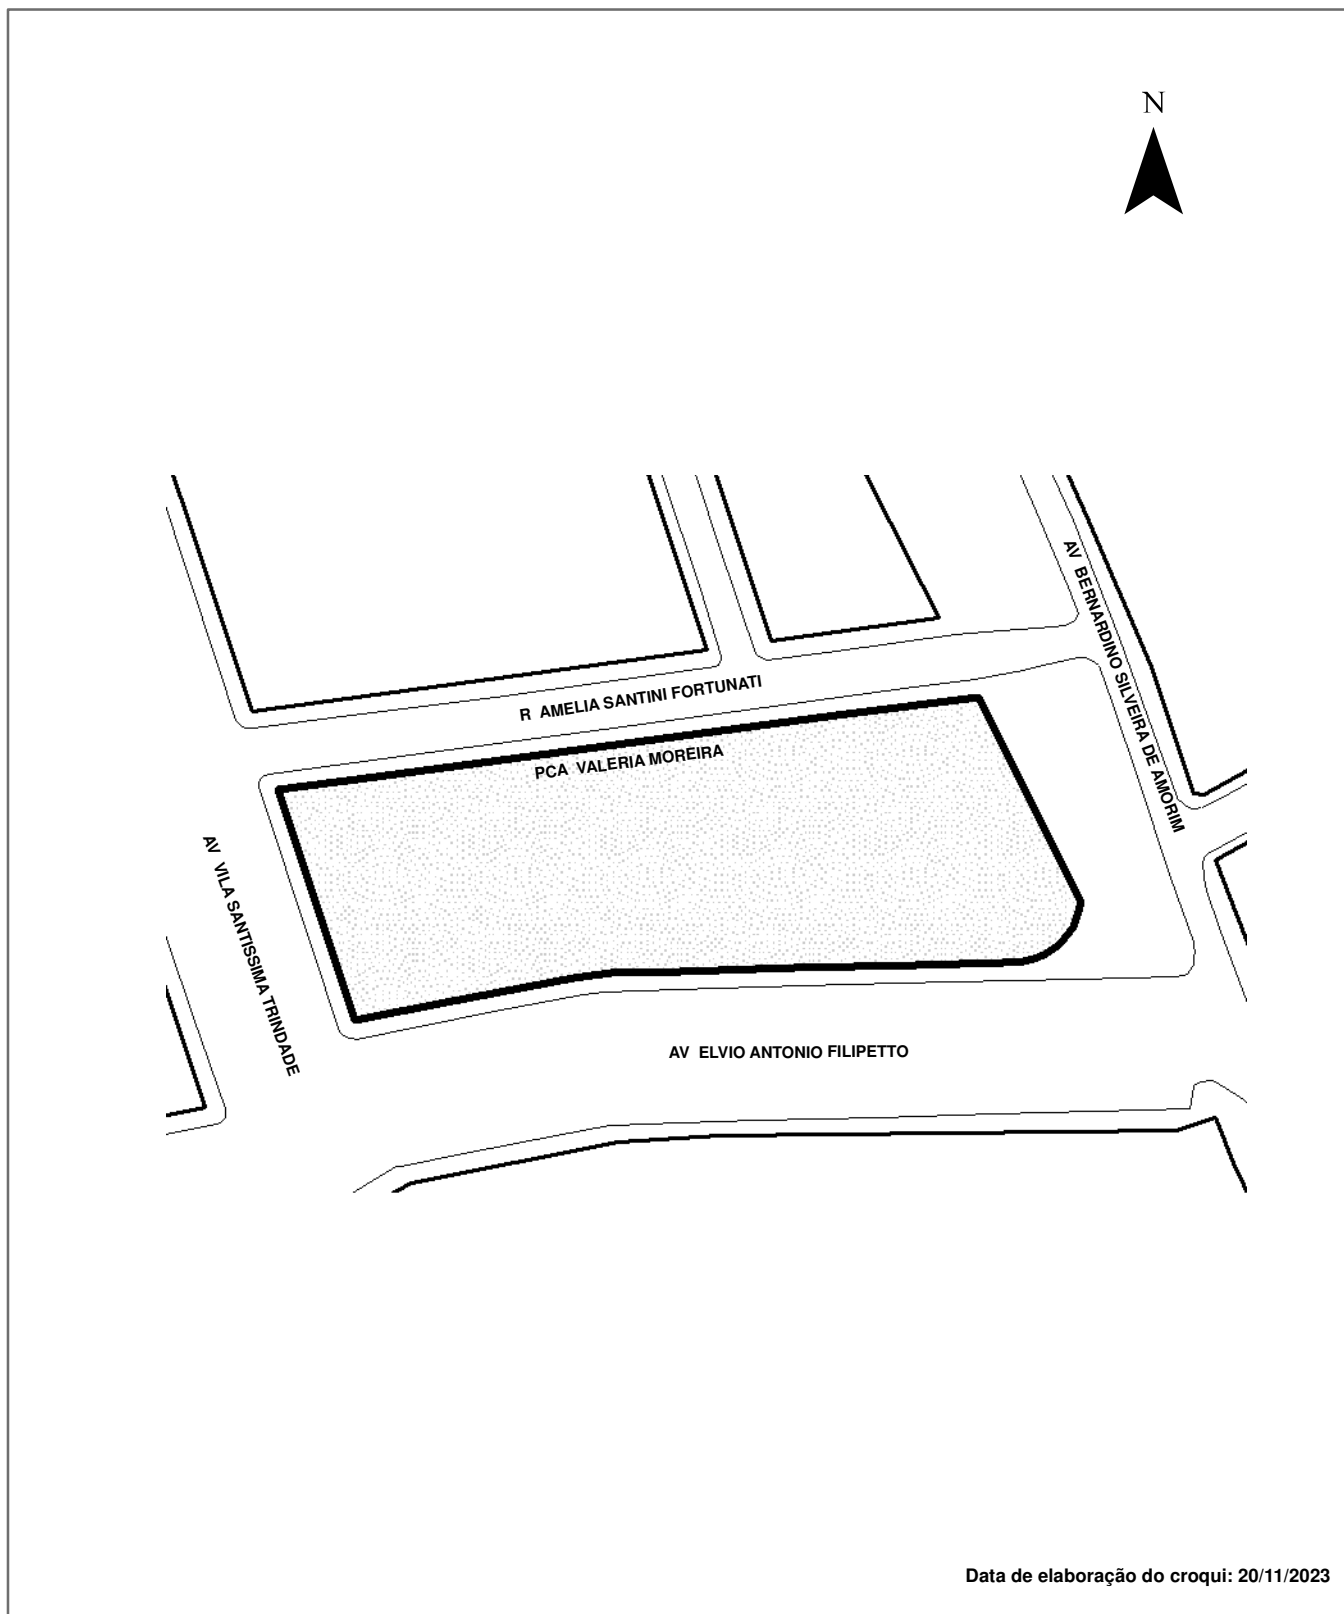 N
AV  BERNARDINO SILVEIRA DE AMORIM
R  AMELIA SANTINI FORTUNATI
PCA  VALERIA MOREIRA
AV  VILA SANTISSIMA TRINDADE
AV  ELVIO ANTONIO FILIPETTO
Data de elaboração do croqui: 20/11/2023